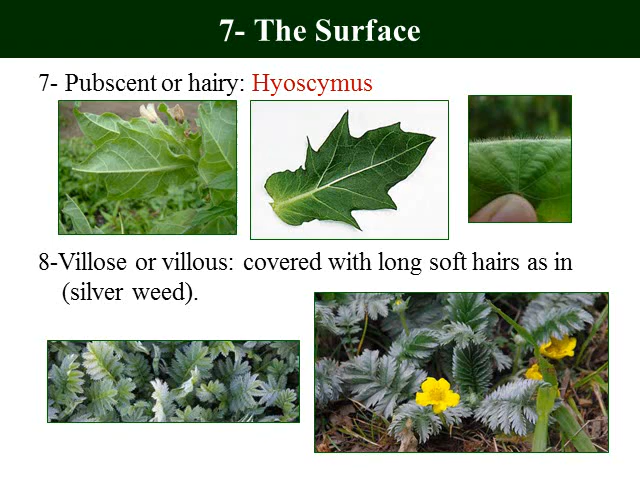 7- The Surface
7- Pubscent or hairy: Hyoscymus
8-Villose or villous: covered with long soft hairs as in
(silver weed).